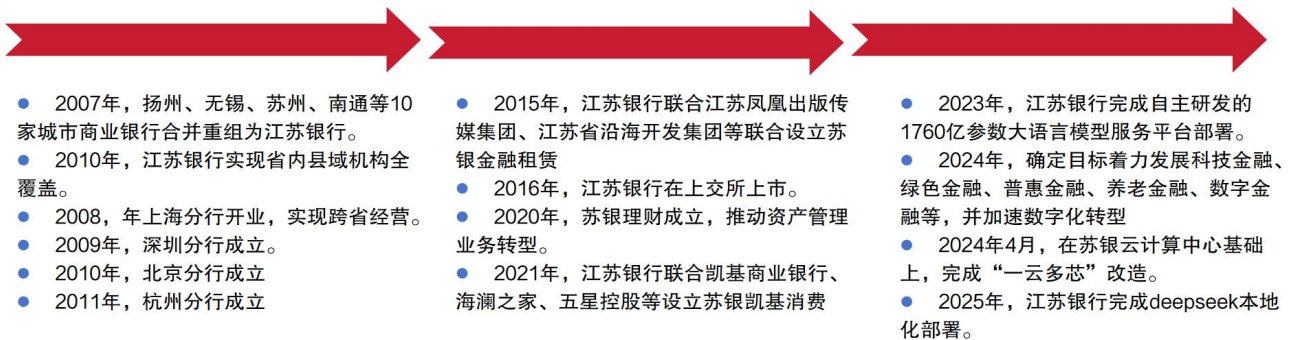 ● 2007年，扬州、无锡、苏州、南通等10
家城市商业银行合并重组为江苏银行。
● 2010年，江苏银行实现省内县域机构全
覆盖。
● 2008，年上海分行开业，实现跨省经营。
● 2009年，深圳分行成立。
● 2010年，北京分行成立
● 2011年，杭州分行成立
● 2015年，江苏银行联合江苏凤凰出版传
媒集团、江苏省沿海开发集团等联合设立苏
银金融租赁
● 2016年，江苏银行在上交所上市。
● 2020年，苏银理财成立，推动资产管理
业务转型。
● 2021年，江苏银行联合凯基商业银行、
海澜之家、五星控股等设立苏银凯基消费
● 2023年，江苏银行完成自主研发的
1760亿参数大语言模型服务平台部署。
● 2024年，确定目标着力发展科技金融、
绿色金融、普惠金融、养老金融、数字金
融等，并加速数字化转型
● 2024年4月，在苏银云计算中心基础
上，完成“一云多芯”改造。
● 2025年，江苏银行完成deepseek本地
化部署。